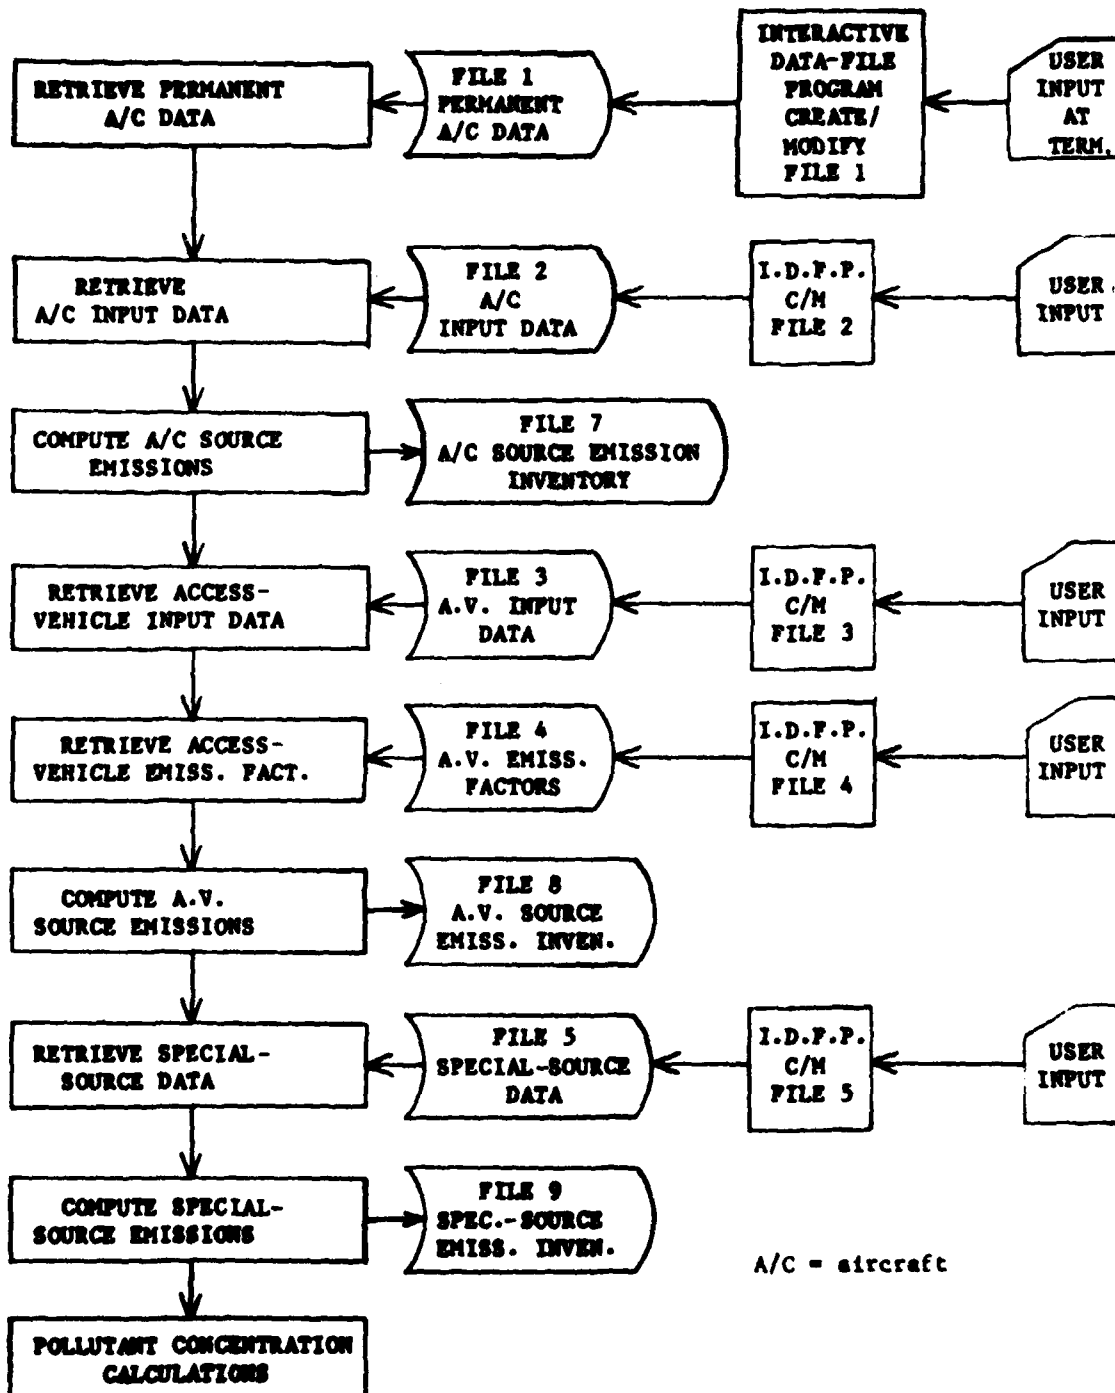 RETRIEVE PERMANENT
A/C DATA
FILE 1
PERMANENT
A/C DATA
INTERACTIVE
DATA-FILE
PROGRAM
CREATE/
MODIFY
FILE 1
USER
INPUT
AT
TERM.
RETRIEVE
A/C INPUT DATA
FILE 2
A/C
INPUT DATA
I.D.F.P.
C/M
FILE 2
USER
INPUT
COMPUTE A/C SOURCE
EMISSIONS
FILE 7
A/C SOURCE EMISSION
INVENTORY
RETRIEVE ACCESS-
VEHICLE INPUT DATA
FILE 3
A.V. INPUT
DATA
I.D.F.P.
C/M
FILE 3
USER
INPUT
RETRIEVE ACCESS-
VEHICLE EMISS. FACT.
FILE 4
A.V. EMISS.
FACTORS
I.D.F.P.
C/M
FILE 4
USER
INPUT
COMPUTE A.V.
SOURCE EMISSIONS
FILE 8
A.V. SOURCE
EMISS. INVEN.
RETRIEVE SPECIAL-
SOURCE DATA
FILE 5
SPECIAL-SOURCE
DATA
I.D.F.P.
C/M
FILE 5
USER
INPUT
COMPUTE SPECIAL-
SOURCE EMISSIONS
FILE 9
SPEC.-SOURCE
EMISS. INVEN.
A/C = aircraft
POLLUTANT CONCENTRATION
CALCULATIONS